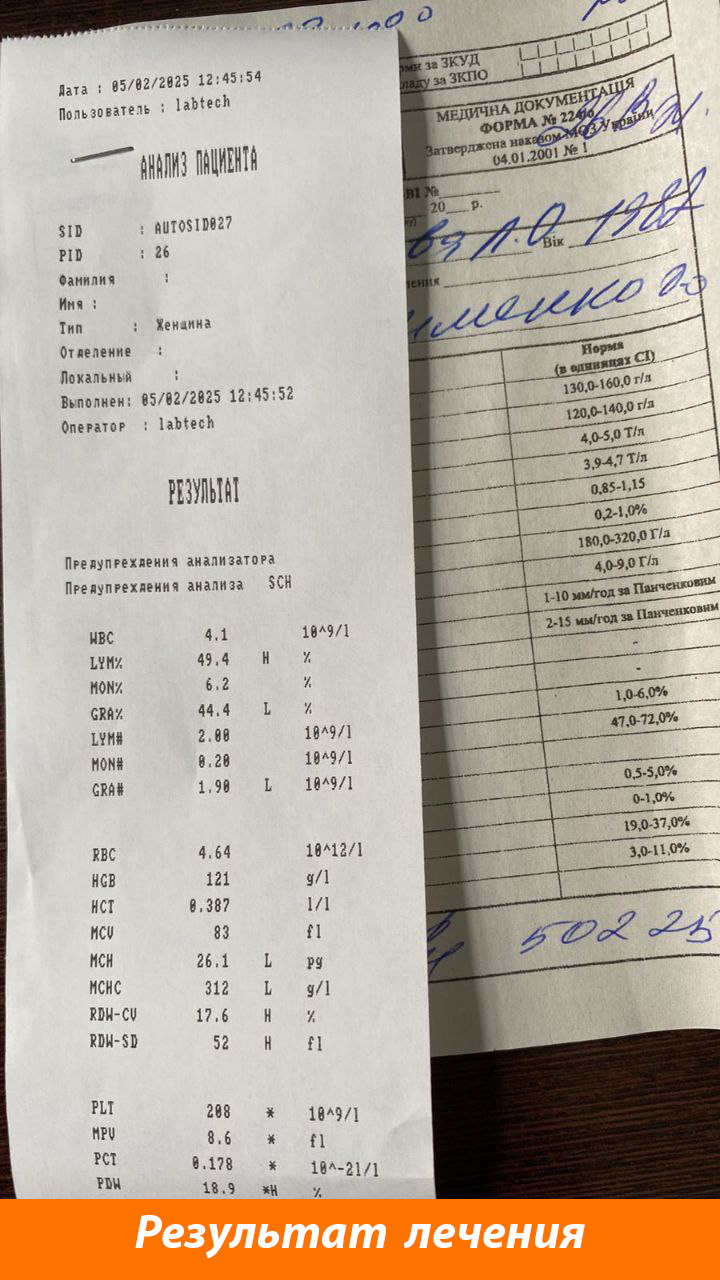 Дата : 05/02/2025 12:45:54
Пользователь : labtech
АНАЛИЗ ПАЦИЕНТА
SID : AUTOSID027
PID : 26
Фамилия :
Имя :
Тип : Женщина
Отделение :
Локальный :
Выполнен: 05/02/2025 12:45:52
Оператор : labtech
РЕЗУЛЬТАТ
Предупреждения анализатора
Предупреждения анализа SCH
WBC 4.1 10^9/l
LYM% 49.4 H %
MON% 6.2 %
GRA% 44.4 L %
LYM# 2.00 10^9/l
MON# 0.20 10^9/l
GRA# 1.90 L 10^9/l
RBC 4.64 10^12/l
HGB 121 g/l
HCT 0.387 l/l
MCV 83 fl
MCH 26.1 L pg
MCHC 312 L g/l
RDW-CV 17.6 H %
RDW-SD 52 H fl
PLT 208 * 10^9/l
MPV 8.6 * fl
PCT 0.178 * 10^-2l/l
PDW 18.9 *H %
за ЗКУД
за ЗКПО
МЕДИЧНА ДОКУМЕНТАЦІЯ
ФОРМА № 224/о
Затверджена наказом МОЗ України
04.01.2001 № 1
№
20 р.
Л.О Вік 1982
Норма
(в одиницях СІ)
130,0-160,0 г/л
120,0-140,0 г/л
4,0-5,0 Т/л
3,9-4,7 Т/л
0,85-1,15
0,2-1,0%
180,0-320,0 Г/л
4,0-9,0 Г/л
1-10 мм/год за Панченковим
2-15 мм/год за Панченковим
-
-
1,0-6,0%
47,0-72,0%
0,5-5,0%
0-1,0%
19,0-37,0%
3,0-11,0%
50225
Результат лечения